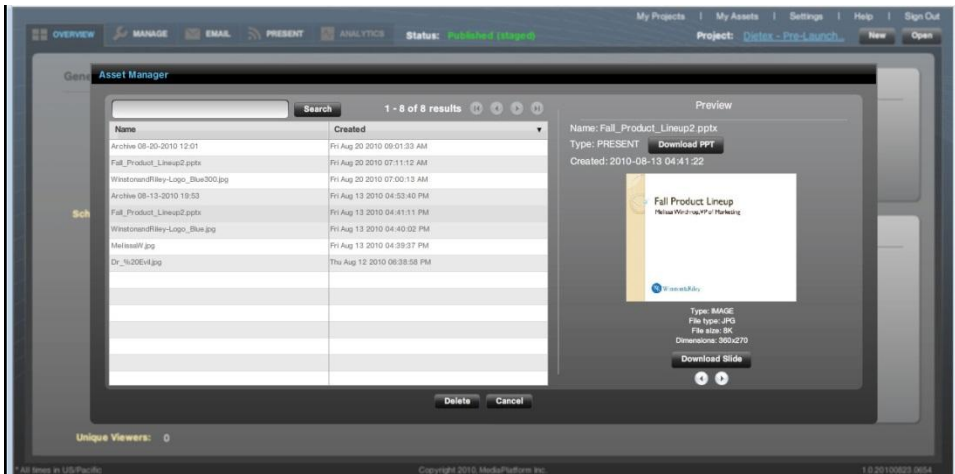 My Projects | My Assets | Settings | Help | Sign Out
OVERVIEW MANAGE EMAIL PRESENT ANALYTICS Status: Published (staged) Project: Dietex - Pre-Launch... New Open
Gene
Asset Manager
Search 1 - 8 of 8 results
Preview
Name Created
Name: Fall_Product_Lineup2.pptx
Type: PRESENT Download PPT
Created: 2010-08-13 04:41:22
Archive 08-20-2010 12:01 Fri Aug 20 2010 09:01:33 AM
Fall_Product_Lineup2.pptx Fri Aug 20 2010 07:11:12 AM
WinstonandRiley-Logo_Blue300.jpg Fri Aug 20 2010 07:00:13 AM
Archive 08-13-2010 19:53 Fri Aug 13 2010 04:53:40 PM
Fall_Product_Lineup2.pptx Fri Aug 13 2010 04:41:11 PM
WinstonandRiley-Logo_Blue.jpg Fri Aug 13 2010 04:40:02 PM
MelissaW.jpg Fri Aug 13 2010 04:39:37 PM
Dr_%20Evil.jpg Thu Aug 12 2010 08:38:58 PM
Sch
Fall Product Lineup
Melissa Winthrop, VP of Marketing
Winston&Riley
Type: IMAGE
File type: JPG
File size: 8K
Dimensions: 360x270
Download Slide
Delete Cancel
Unique Viewers: 0
* All times in US/Pacific Copyright 2010, MediaPlatform Inc. 1.0.20100823.0654